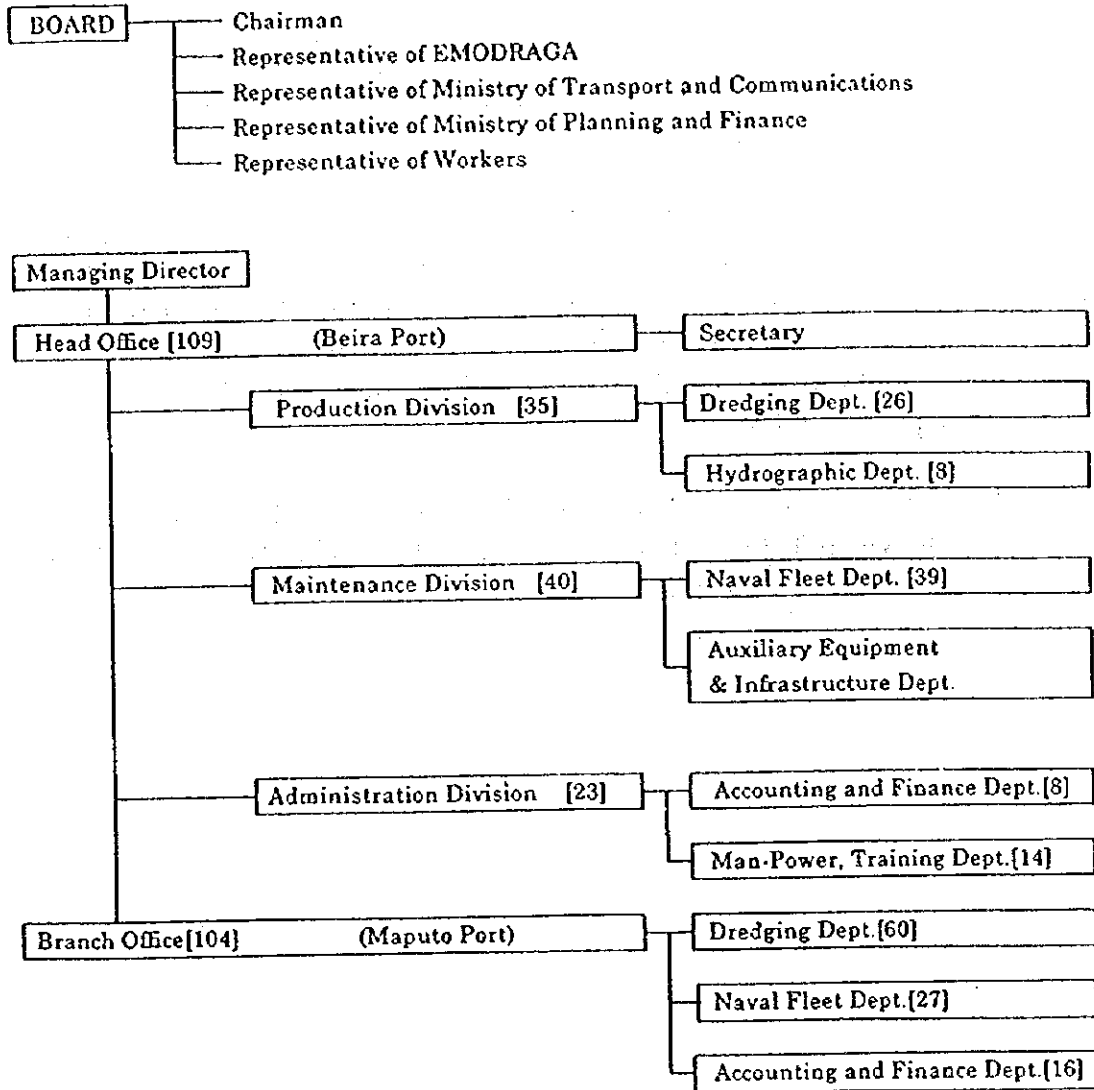 BOARD
Chairman
Representative of EMODRAGA
Representative of Ministry of Transport and Communications
Representative of Ministry of Planning and Finance
Representative of Workers
Managing Director
Head Office [109] (Beira Port)
Secretary
Production Division [35]
Dredging Dept. [26]
Hydrographic Dept. [8]
Maintenance Division [40]
Naval Fleet Dept. [39]
Auxiliary Equipment
& Infrastructure Dept.
Administration Division [23]
Accounting and Finance Dept.[8]
Man-Power, Training Dept.[14]
Branch Office[104] (Maputo Port)
Dredging Dept.[60]
Naval Fleet Dept.[27]
Accounting and Finance Dept.[16]